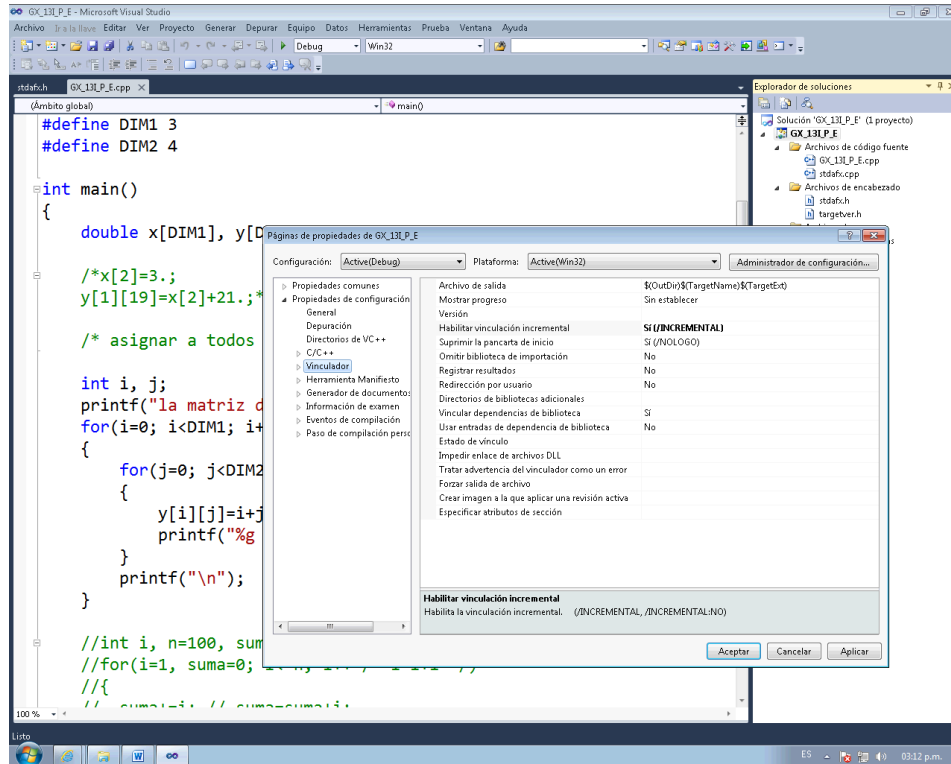 GX_13I_P_E - Microsoft Visual Studio
Archivo Ir a la llave Editar Ver Proyecto Generar Depurar Equipo Datos Herramientas Prueba Ventana Ayuda
Debug Win32
stdafx.h GX_13I_P_E.cpp
(Ámbito global) main()
#define DIM1 3
#define DIM2 4
int main()
{
double x[DIM1], y[D
/*x[2]=3.;
y[1][19]=x[2]+21.;*
/* asignar a todos
int i, j;
printf("la matriz d
for(i=0; i<DIM1; i+
{
for(j=0; j<DIM2
{
y[i][j]=i+j
printf("%g
}
printf("\n");
}
//int i, n=100, sum
//for(i=1, suma=0;
//{
100 %
Explorador de soluciones
Solución 'GX_13I_P_E' (1 proyecto)
GX_13I_P_E
Archivos de código fuente
GX_13I_P_E.cpp
stdafx.cpp
Archivos de encabezado
stdafx.h
targetver.h
Páginas de propiedades de GX_13I_P_E
Configuración: Active(Debug) Plataforma: Active(Win32) Administrador de configuración...
Propiedades comunes
Propiedades de configuración
General
Depuración
Directorios de VC++
C/C++
Vinculador
Herramienta Manifiesto
Generador de documentos
Información de examen
Eventos de compilación
Paso de compilación perso
Archivo de salida $(OutDir)$(TargetName)$(TargetExt)
Mostrar progreso Sin establecer
Versión
Habilitar vinculación incremental Sí (/INCREMENTAL)
Suprimir la pancarta de inicio Sí (/NOLOGO)
Omitir biblioteca de importación No
Registrar resultados No
Redirección por usuario No
Directorios de bibliotecas adicionales
Vincular dependencias de biblioteca Sí
Usar entradas de dependencia de biblioteca No
Estado de vínculo
Impedir enlace de archivos DLL
Tratar advertencia del vinculador como un error
Forzar salida de archivo
Crear imagen a la que aplicar una revisión activa
Especificar atributos de sección
Habilitar vinculación incremental
Habilita la vinculación incremental. (/INCREMENTAL, /INCREMENTAL:NO)
Aceptar Cancelar Aplicar
Listo
ES 03:12 p.m.